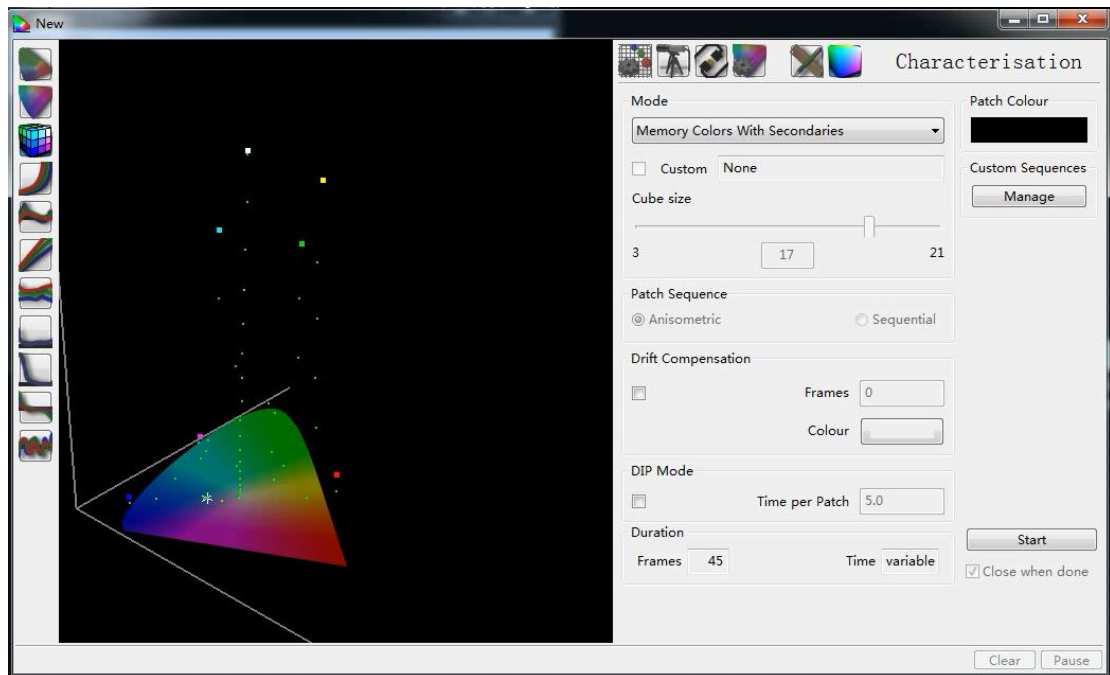 New
Characterisation
Mode
Memory Colors With Secondaries
Custom None
Cube size
3 17 21
Patch Sequence
Anisometric Sequential
Drift Compensation
Frames 0
Colour
DIP Mode
Time per Patch 5.0
Duration
Frames 45 Time variable
Patch Colour
Custom Sequences
Manage
Start
Close when done
Clear Pause